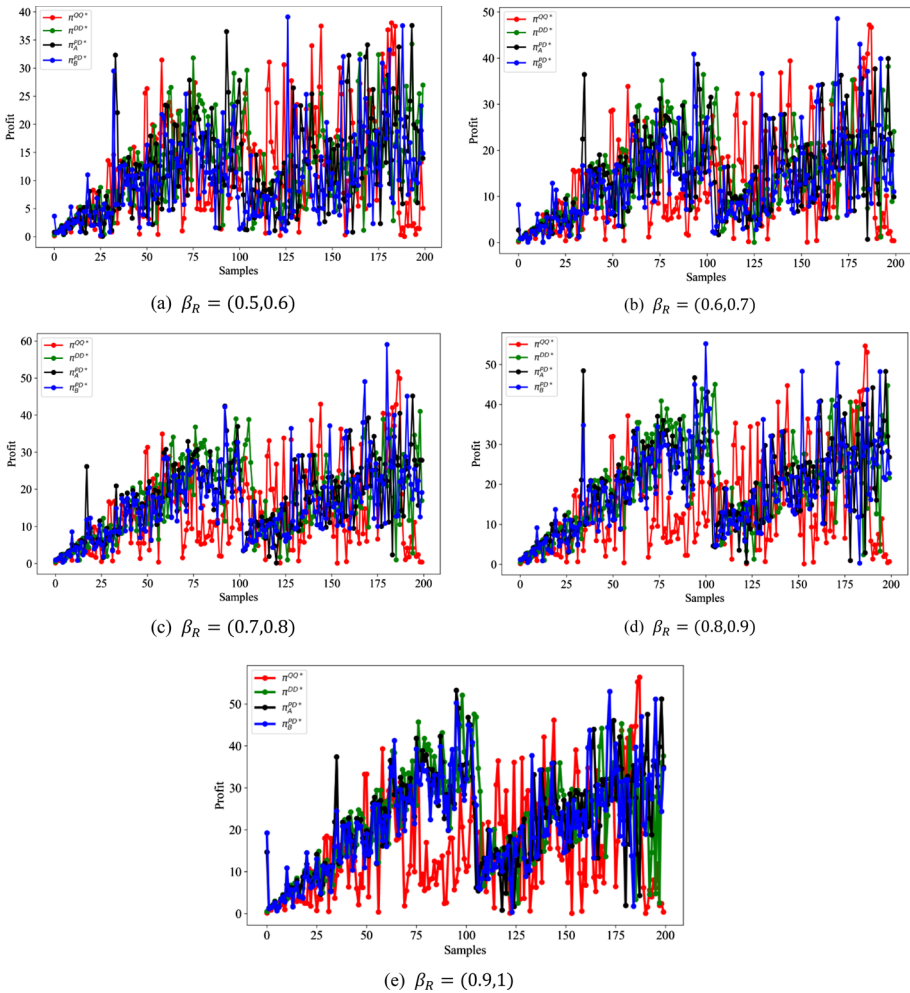 π^{QQ*}
π^{DD*}
π_A^{PD*}
π_B^{PD*}
Profit
40
35
30
25
20
15
10
5
0
0 25 50 75 100 125 150 175 200
Samples
(a) β_R = (0.5,0.6)
π^{QQ*}
π^{DD*}
π_A^{PD*}
π_B^{PD*}
Profit
50
40
30
20
10
0
0 25 50 75 100 125 150 175 200
Samples
(b) β_R = (0.6,0.7)
π^{QQ*}
π^{DD*}
π_A^{PD*}
π_B^{PD*}
Profit
60
50
40
30
20
10
0
0 25 50 75 100 125 150 175 200
Samples
(c) β_R = (0.7,0.8)
π^{QQ*}
π^{DD*}
π_A^{PD*}
π_B^{PD*}
Profit
50
40
30
20
10
0
0 25 50 75 100 125 150 175 200
Samples
(d) β_R = (0.8,0.9)
π^{QQ*}
π^{DD*}
π_A^{PD*}
π_B^{PD*}
Profit
50
40
30
20
10
0
0 25 50 75 100 125 150 175 200
Samples
(e) β_R = (0.9,1)